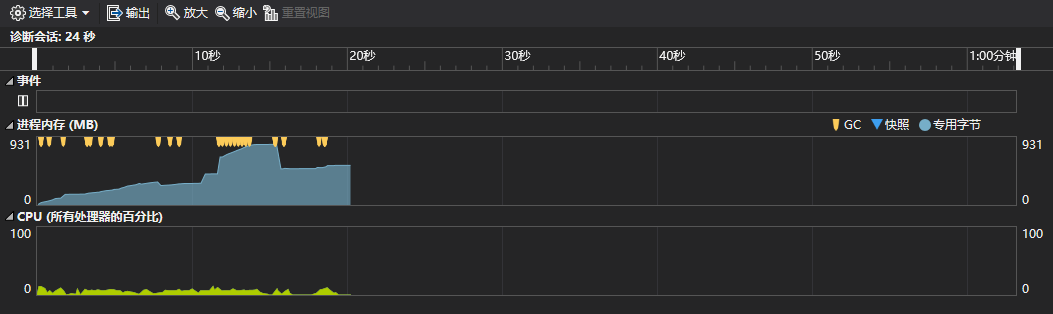 选择工具 输出 放大 缩小 重置视图
诊断会话: 24 秒
10秒 20秒 30秒 40秒 50秒 1:00分钟
事件
进程内存 (MB) GC 快照 专用字节
931 931
0 0
CPU (所有处理器的百分比)
100 100
0 0